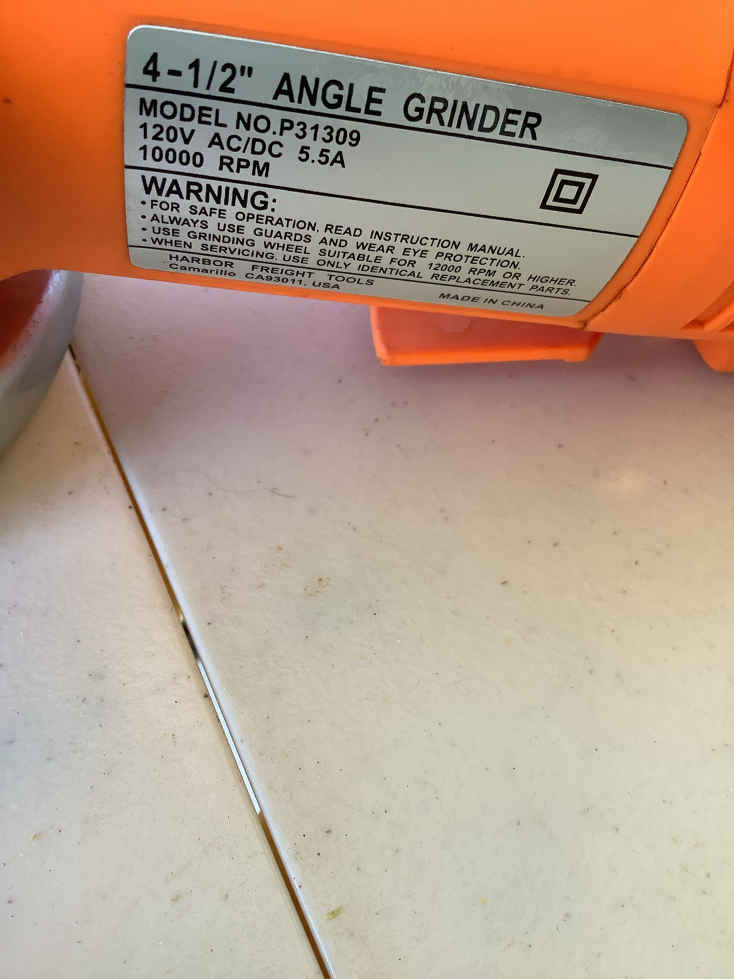 4-1/2" ANGLE GRINDER
MODEL NO.P31309
120V AC/DC 5.5A
10000 RPM
WARNING:
•FOR SAFE OPERATION, READ INSTRUCTION MANUAL.
•ALWAYS USE GUARDS AND WEAR EYE PROTECTION.
•USE GRINDING WHEEL SUITABLE FOR 12000 RPM OR HIGHER.
•WHEN SERVICING, USE ONLY IDENTICAL REPLACEMENT PARTS.
HARBOR FREIGHT TOOLS
Camarillo CA93011, USA
MADE IN CHINA